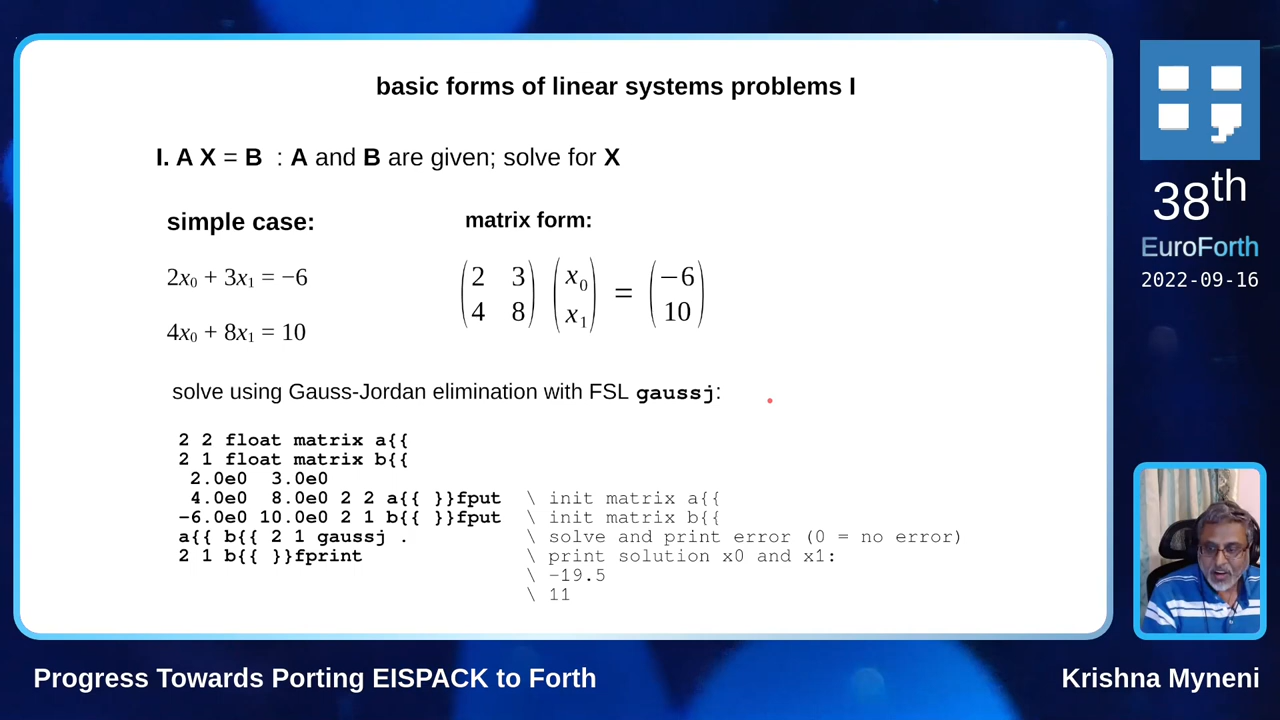 basic forms of linear systems problems I
I. A X = B : A and B are given; solve for X
simple case:
matrix form:
2x₀ + 3x₁ = −6
4x₀ + 8x₁ = 10
(2 3) (x₀) = (−6)
(4 8) (x₁) (10)
solve using Gauss-Jordan elimination with FSL gaussj:
2 2 float matrix a{{
2 1 float matrix b{{
2.0e0 3.0e0
4.0e0 8.0e0 2 2 a{{ }}fput \ init matrix a{{
-6.0e0 10.0e0 2 1 b{{ }}fput \ init matrix b{{
a{{ b{{ 2 1 gaussj . \ solve and print error (0 = no error)
2 1 b{{ }}fprint \ print solution x0 and x1:
\ -19.5
\ 11
38th
EuroForth
2022-09-16
Progress Towards Porting EISPACK to Forth
Krishna Myneni